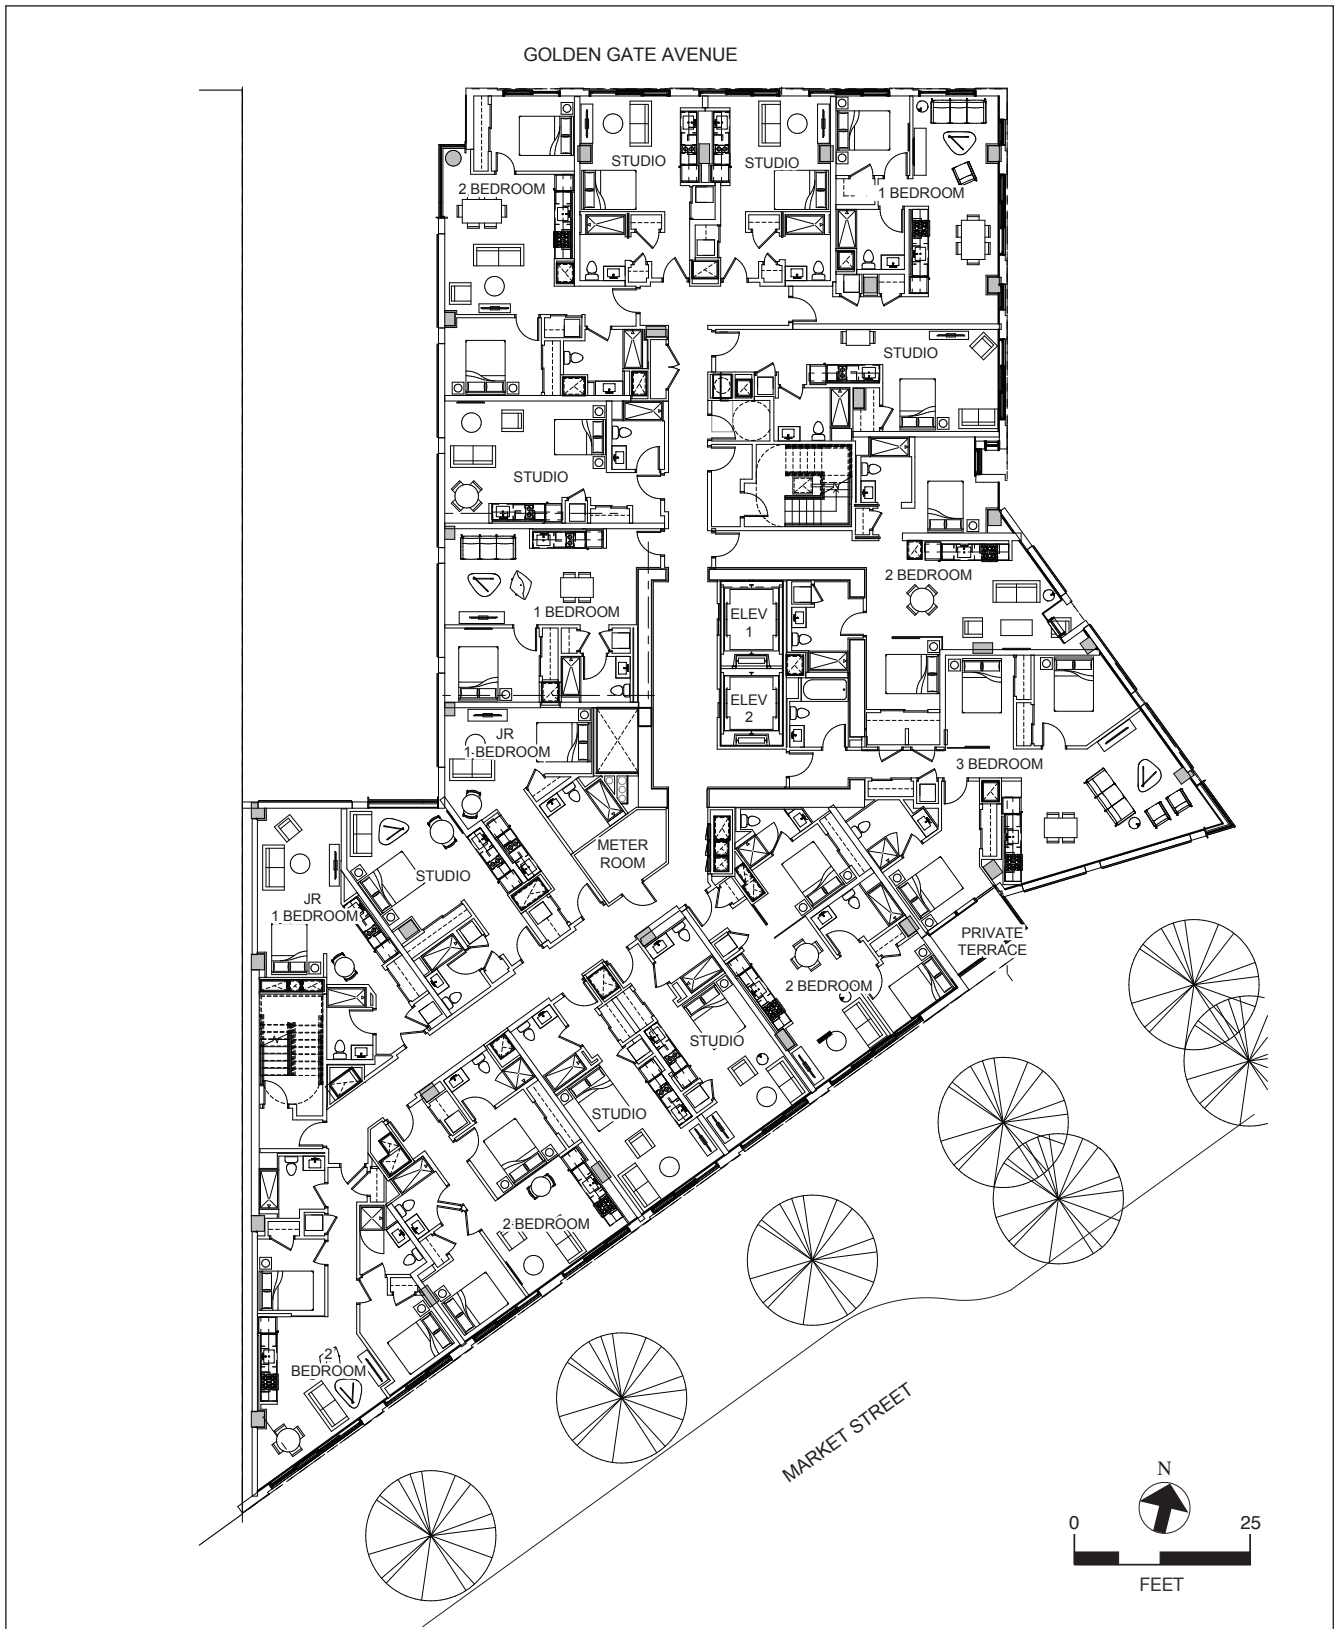 GOLDEN GATE AVENUE
STUDIO
STUDIO
2 BEDROOM
1 BEDROOM
STUDIO
STUDIO
2 BEDROOM
1 BEDROOM
ELEV
1
ELEV
2
JR
1 BEDROOM
3 BEDROOM
METER
ROOM
STUDIO
JR
1 BEDROOM
PRIVATE
TERRACE
2 BEDROOM
STUDIO
STUDIO
2 BEDROOM
2
BEDROOM
MARKET STREET
N
0
25
FEET